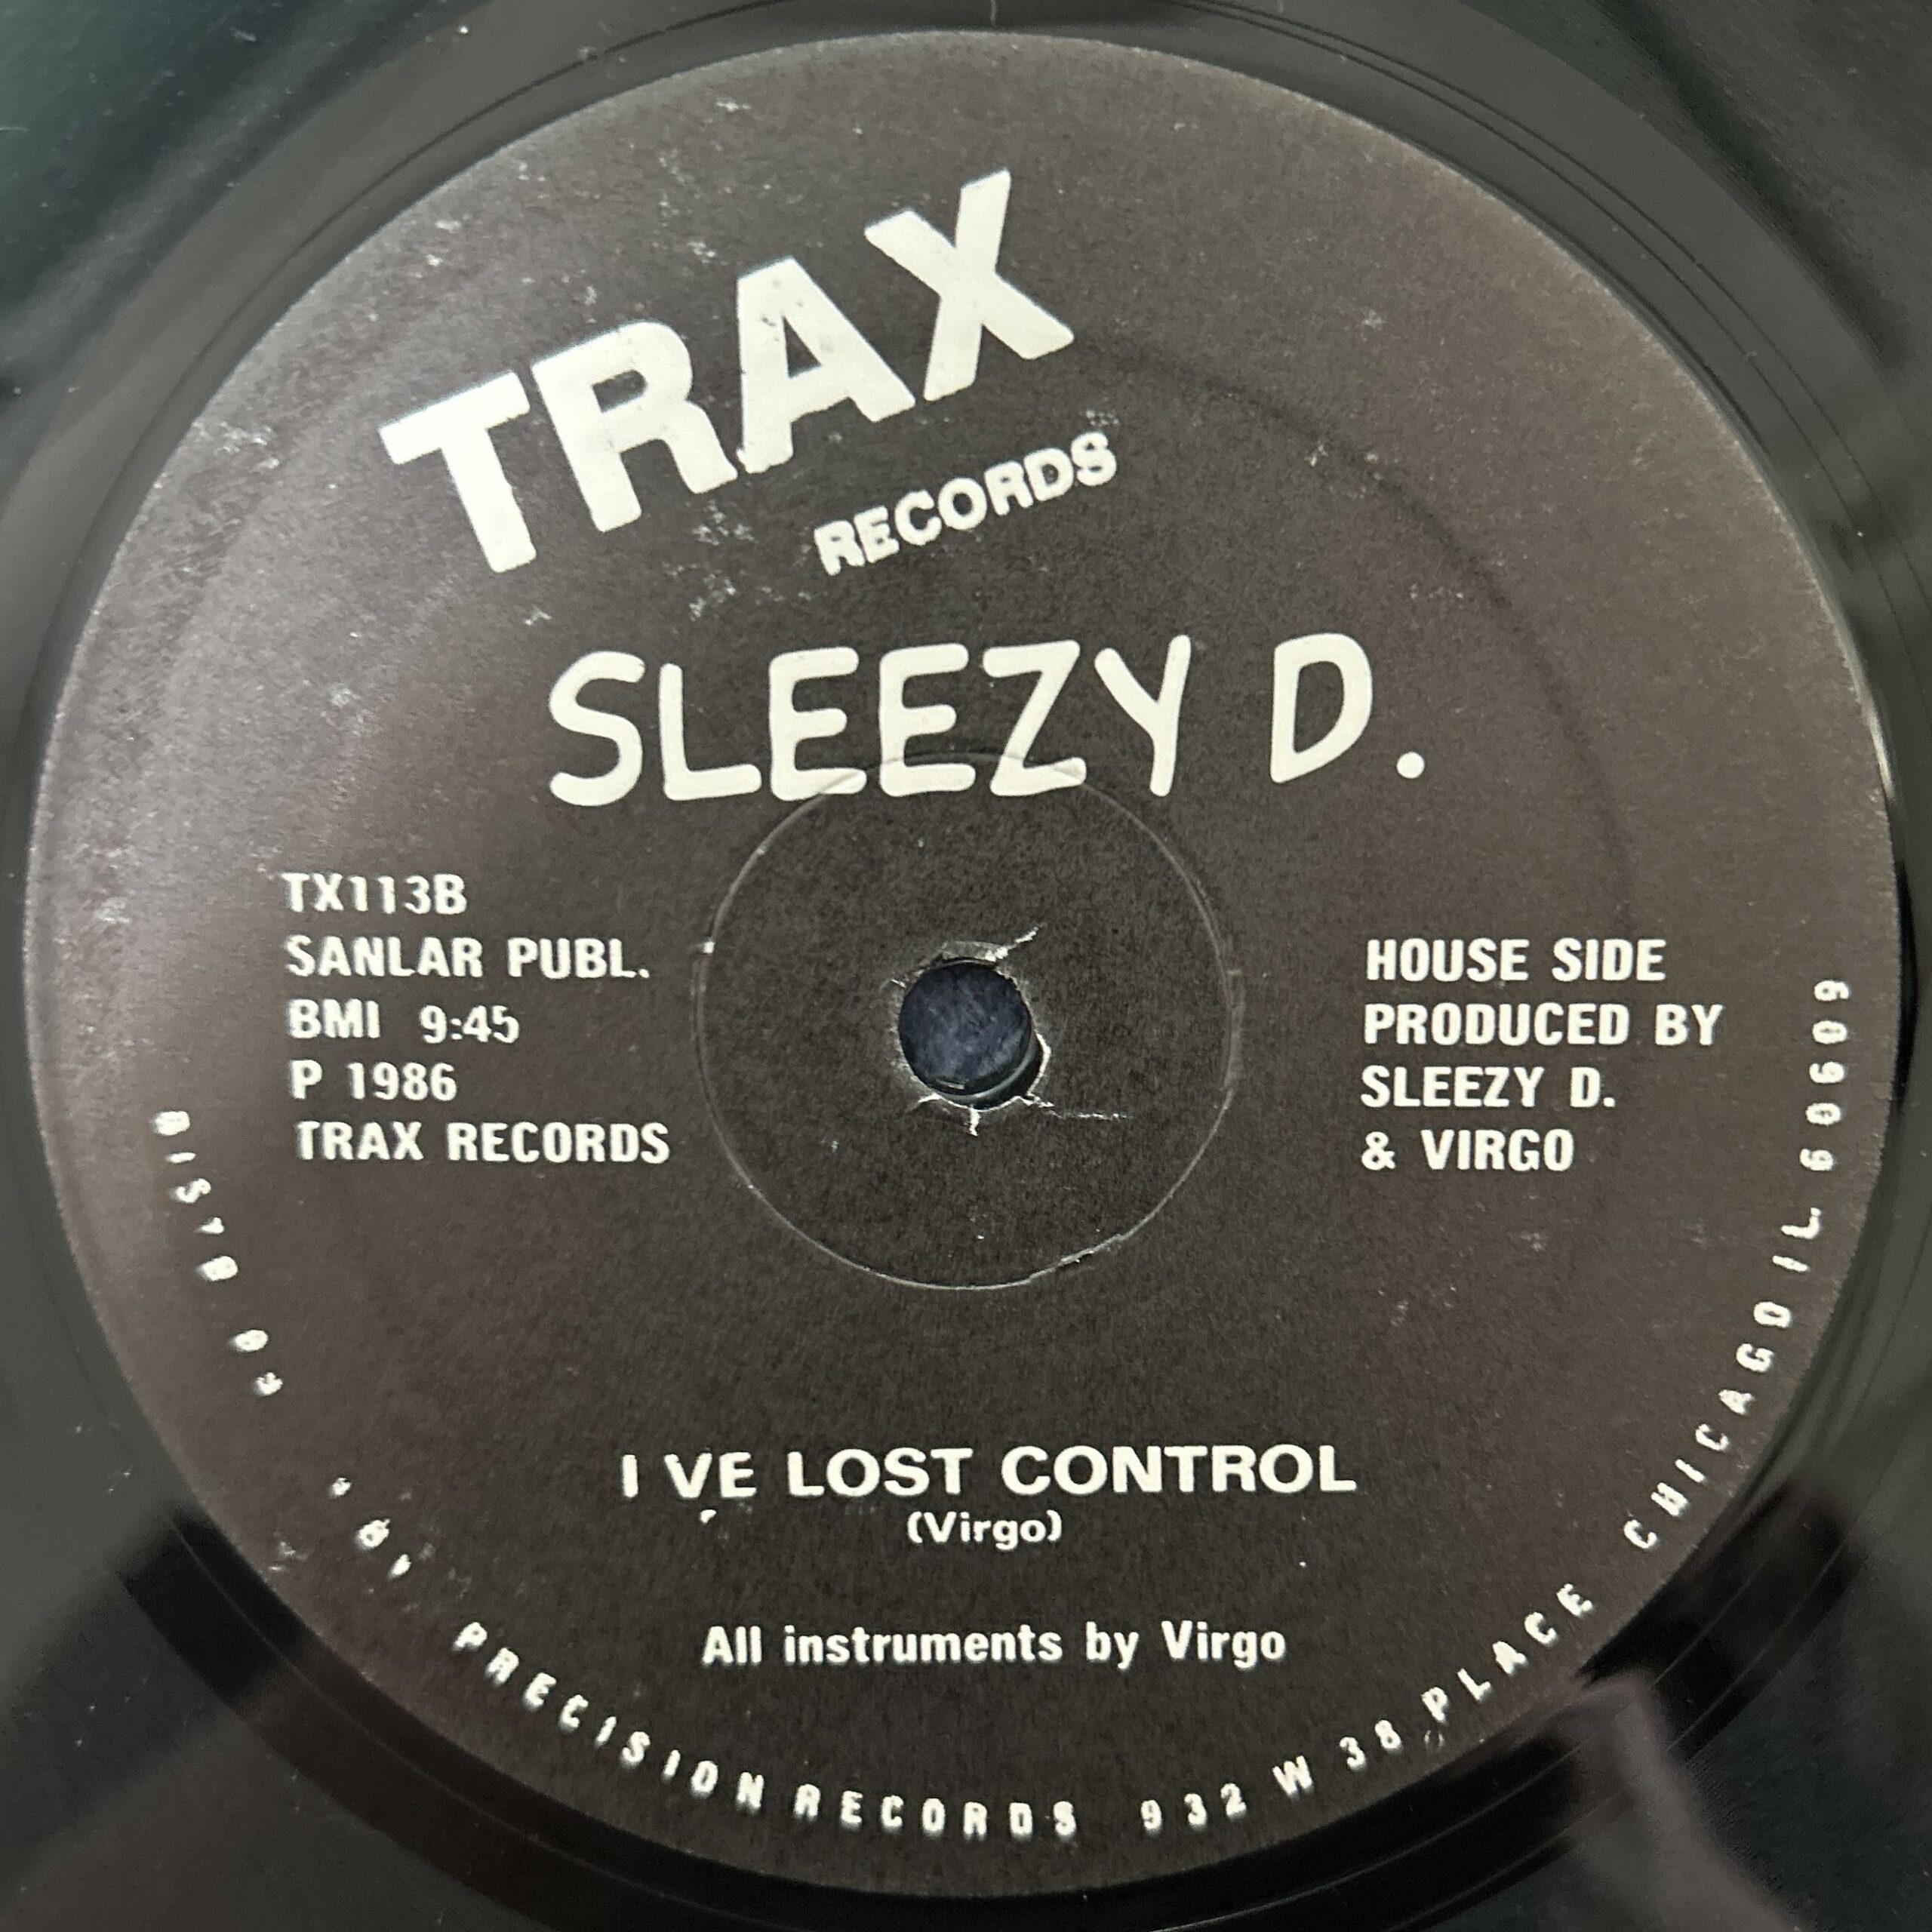 TRAX
RECORDS
SLEEZY D.
TX113B
SANLAR PUBL.
BMI 9:45
P 1986
TRAX RECORDS
HOUSE SIDE
PRODUCED BY
SLEEZY D.
& VIRGO
I VE LOST CONTROL
(Virgo)
All instruments by Virgo
DISTB BY PRECISION RECORDS 932 W 38 PLACE CHICAGO IL. 60609